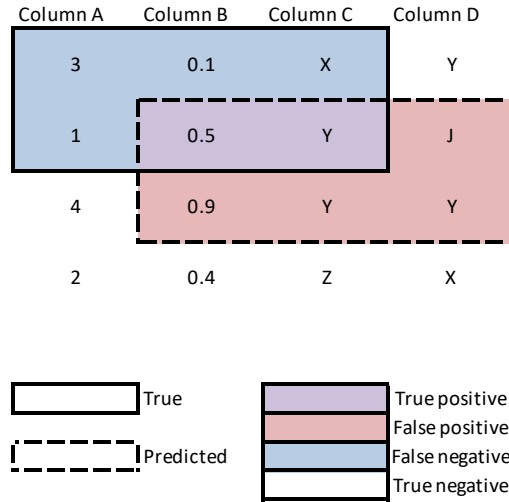 Column A Column B Column C Column D
3 0.1 X Y
1 0.5 Y J
4 0.9 Y Y
2 0.4 Z X
True True positive
False positive
Predicted False negative
True negative